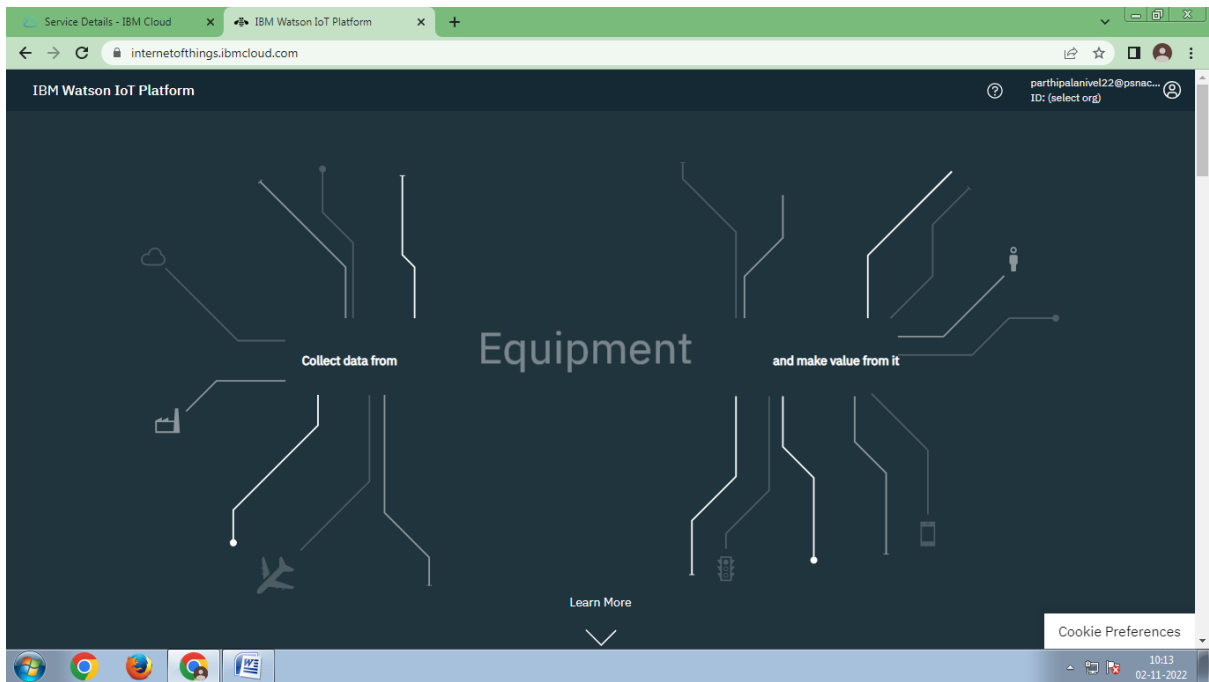 Service Details - IBM Cloud
IBM Watson IoT Platform
internetofthings.ibmcloud.com
IBM Watson IoT Platform
parthipalanivel22@psnac...
ID: (select org)
Collect data from
Equipment
and make value from it
Learn More
Cookie Preferences
10:13
02-11-2022